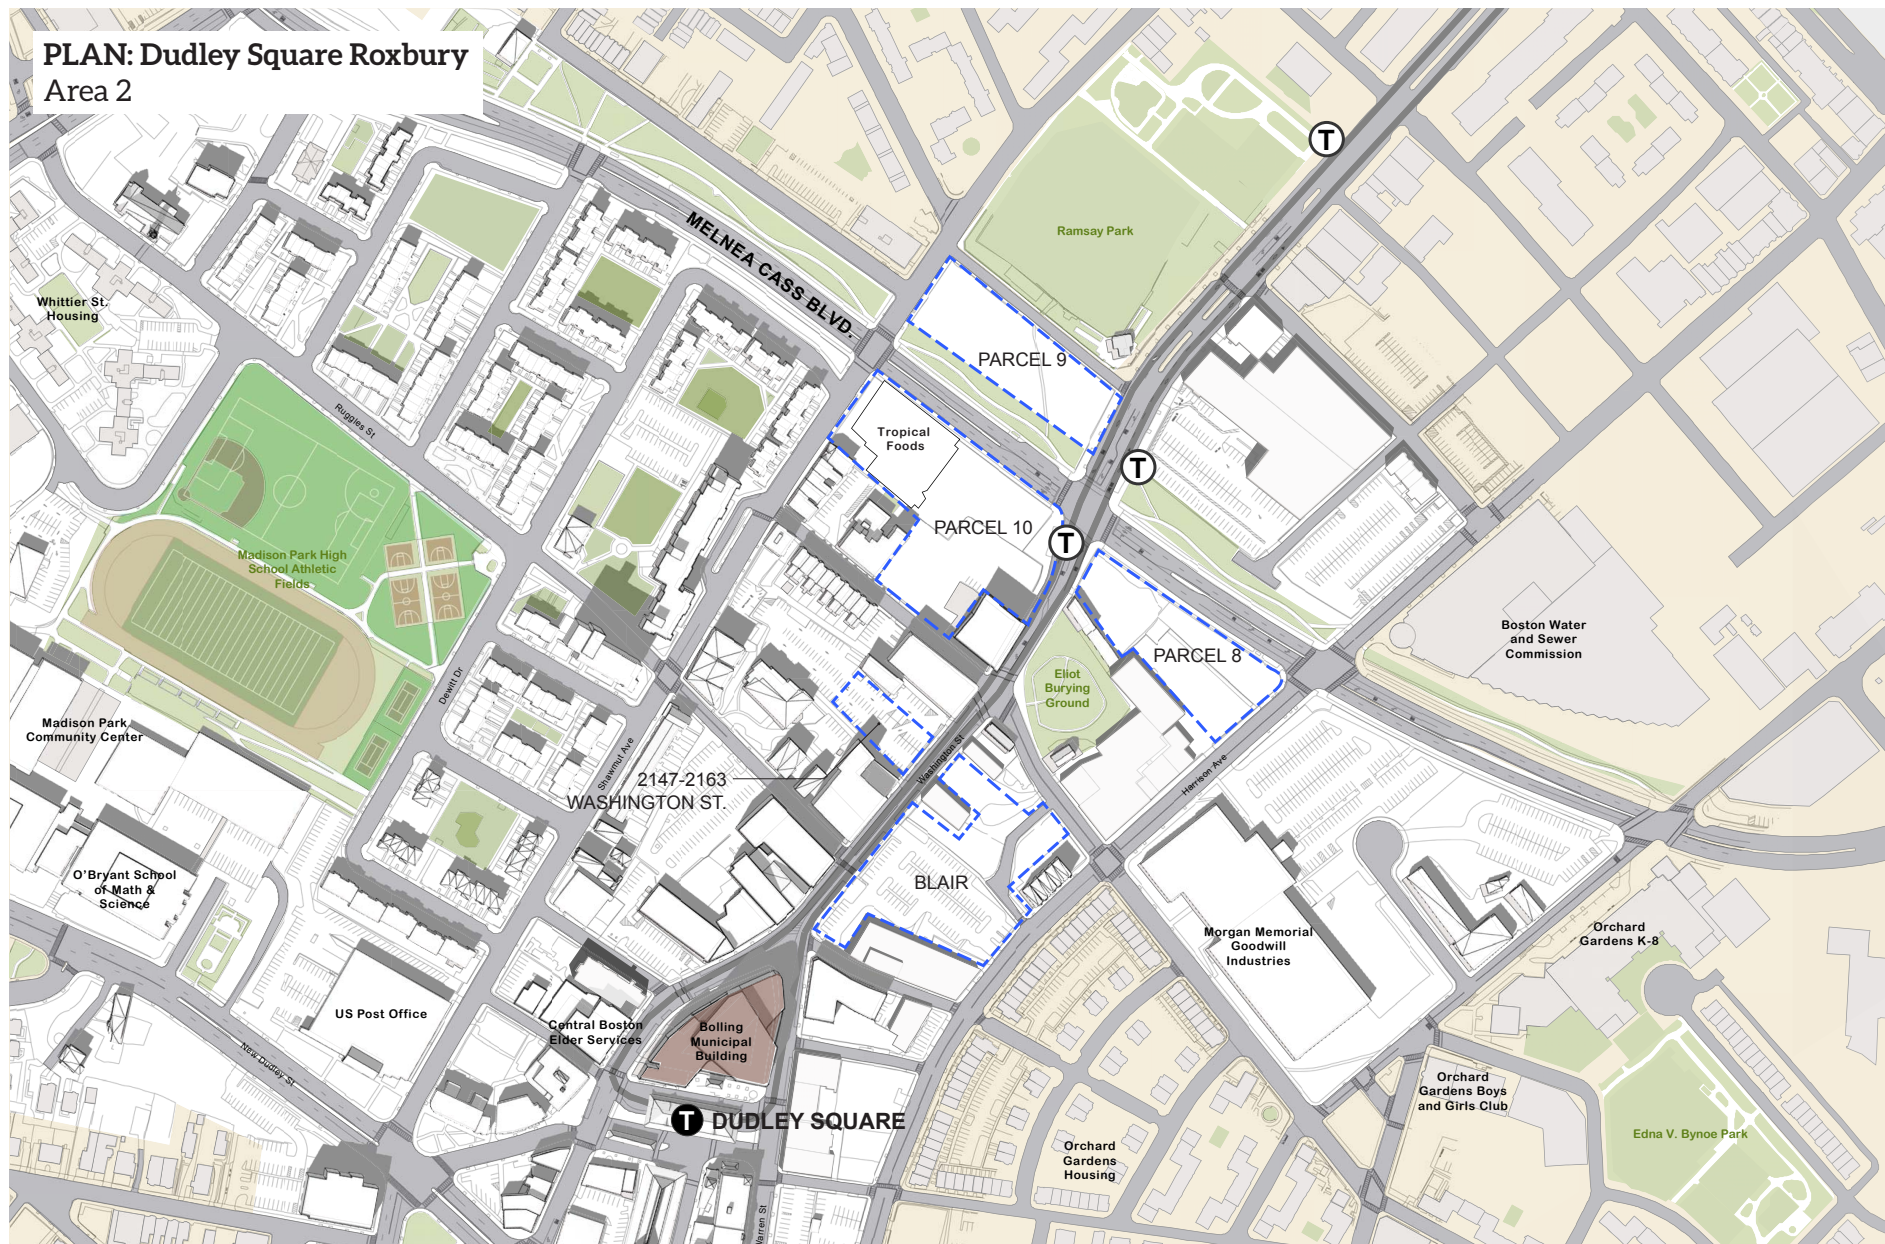 PLAN: Dudley Square Roxbury
Area 2
T
Ramsay Park
MELNEA CASS BLVD.
Whittier St.
Housing
PARCEL 9
Ruggles St
Tropical
Foods
T
PARCEL 10
T
Madison Park High
School Athletic
Fields
Boston Water
and Sewer
Commission
PARCEL 8
Eliot
Burying
Ground
Dewitt Dr
Madison Park
Community Center
Shawmut Ave
Washington St
Harrison Ave
2147-2163
WASHINGTON ST.
O'Bryant School
of Math &
Science
BLAIR
Morgan Memorial
Goodwill
Industries
Orchard
Gardens K-8
US Post Office
Central Boston
Elder Services
Bolling
Municipal
Building
New Dudley St
Orchard
Gardens Boys
and Girls Club
T DUDLEY SQUARE
Edna V. Bynoe Park
Orchard
Gardens
Housing
Warren St